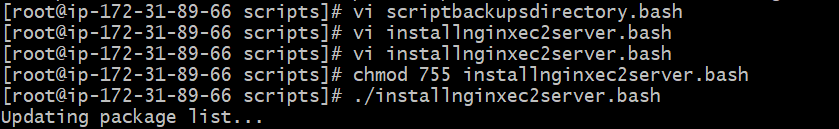 [root@ip-172-31-89-66 scripts]# vi scriptbackupsdirectory.bash
[root@ip-172-31-89-66 scripts]# vi installnginxec2server.bash
[root@ip-172-31-89-66 scripts]# vi installnginxec2server.bash
[root@ip-172-31-89-66 scripts]# chmod 755 installnginxec2server.bash
[root@ip-172-31-89-66 scripts]# ./installnginxec2server.bash
Updating package list...